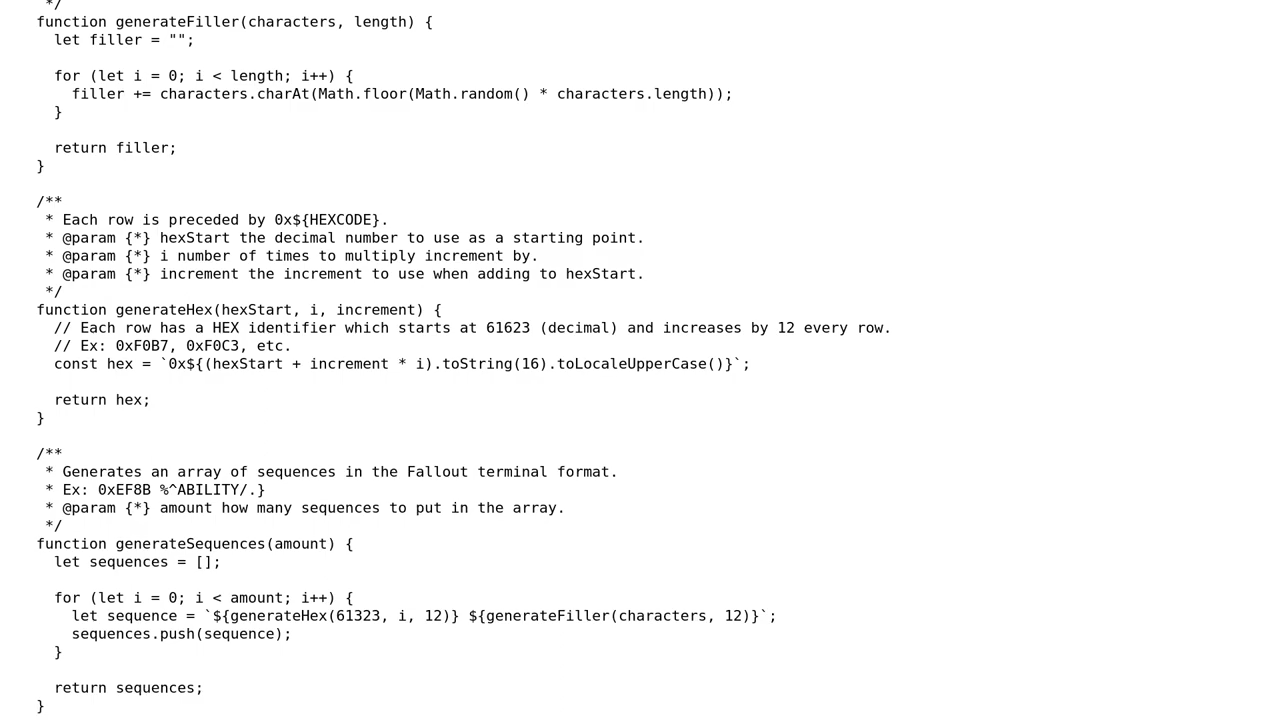 */
function generateFiller(characters, length) {
  let filler = "";

  for (let i = 0; i < length; i++) {
    filler += characters.charAt(Math.floor(Math.random() * characters.length));
  }

  return filler;
}

/**
 * Each row is preceded by 0x${HEXCODE}.
 * @param {*} hexStart the decimal number to use as a starting point.
 * @param {*} i number of times to multiply increment by.
 * @param {*} increment the increment to use when adding to hexStart.
 */
function generateHex(hexStart, i, increment) {
  // Each row has a HEX identifier which starts at 61623 (decimal) and increases by 12 every row.
  // Ex: 0xF0B7, 0xF0C3, etc.
  const hex = `0x${(hexStart + increment * i).toString(16).toLocaleUpperCase()}`;

  return hex;
}

/**
 * Generates an array of sequences in the Fallout terminal format.
 * Ex: 0xEF8B %^ABILITY/.}
 * @param {*} amount how many sequences to put in the array.
 */
function generateSequences(amount) {
  let sequences = [];

  for (let i = 0; i < amount; i++) {
    let sequence = `${generateHex(61323, i, 12)} ${generateFiller(characters, 12)}`;
    sequences.push(sequence);
  }

  return sequences;
}